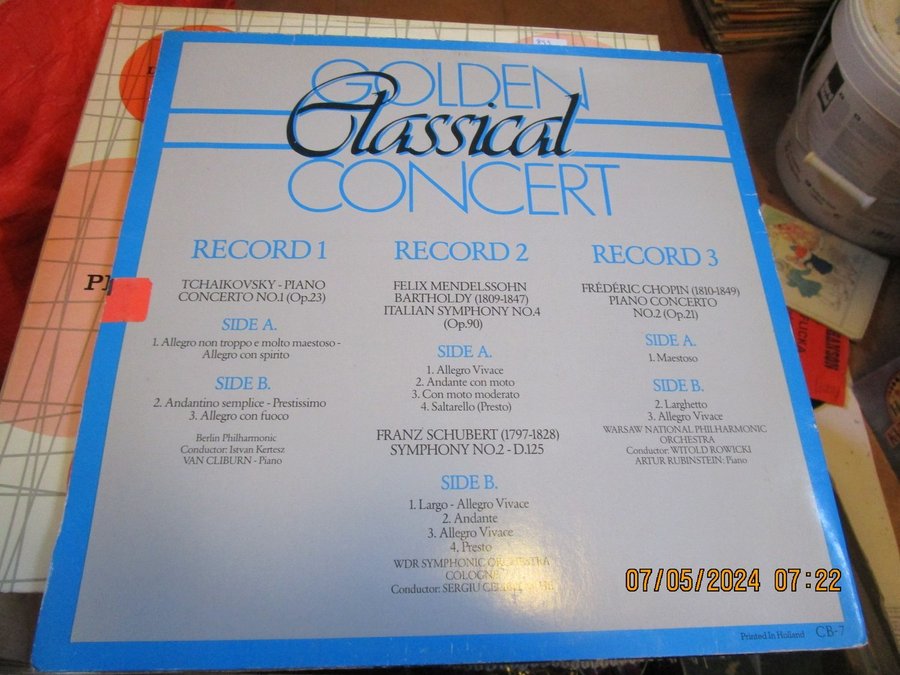 GOLDEN
Classical
CONCERT
RECORD 1
TCHAIKOVSKY - PIANO
CONCERTO NO.1 (Op.23)
SIDE A.
1. Allegro non troppo e molto maestoso -
Allegro con spirito
SIDE B.
2. Andantino semplice - Prestissimo
3. Allegro con fuoco
Berlin Philharmonic
Conductor: Istvan Kertesz
VAN CLIBURN - Piano
RECORD 2
FELIX MENDELSSOHN
BARTHOLDY (1809-1847)
ITALIAN SYMPHONY NO.4
(Op.90)
SIDE A.
1. Allegro Vivace
2. Andante con moto
3. Con moto moderato
4. Saltarello (Presto)
FRANZ SCHUBERT (1797-1828)
SYMPHONY NO.2 - D.125
SIDE B.
1. Largo - Allegro Vivace
2. Andante
3. Allegro Vivace
4. Presto
WDR SYMPHONIC ORCHESTRA
COLOGNE
Conductor: SERGIU
RECORD 3
FRÉDÉRIC CHOPIN (1810-1849)
PIANO CONCERTO
NO.2 (Op.21)
SIDE A.
1. Maestoso
SIDE B.
2. Larghetto
3. Allegro Vivace
WARSAW NATIONAL PHILHARMONIC
ORCHESTRA
Conductor: WITOLD ROWICKI
ARTUR RUBINSTEIN: Piano
Printed In Holland CB-7
07/05/2024 07:22